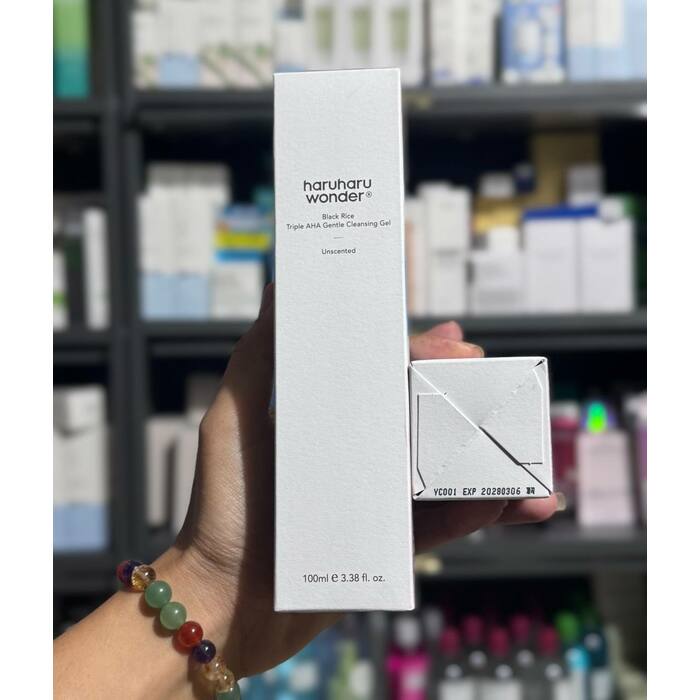 haruharu
wonder®
Black Rice
Triple AHA Gentle Cleansing Gel
Unscented
100ml ℮ 3.38 fl. oz.
YC001 EXP 20280306